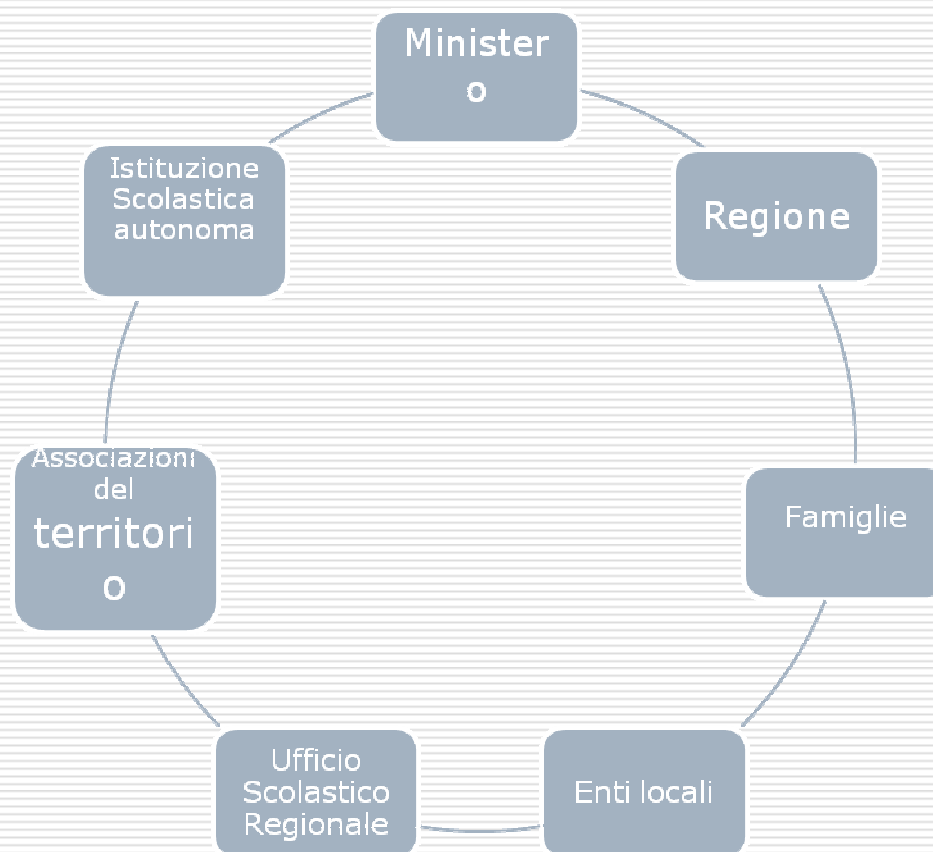 Minister
o
Regione
Famiglie
Enti locali
Ufficio
Scolastico
Regionale
Associazioni
del
territori
o
Istituzione
Scolastica
autonoma